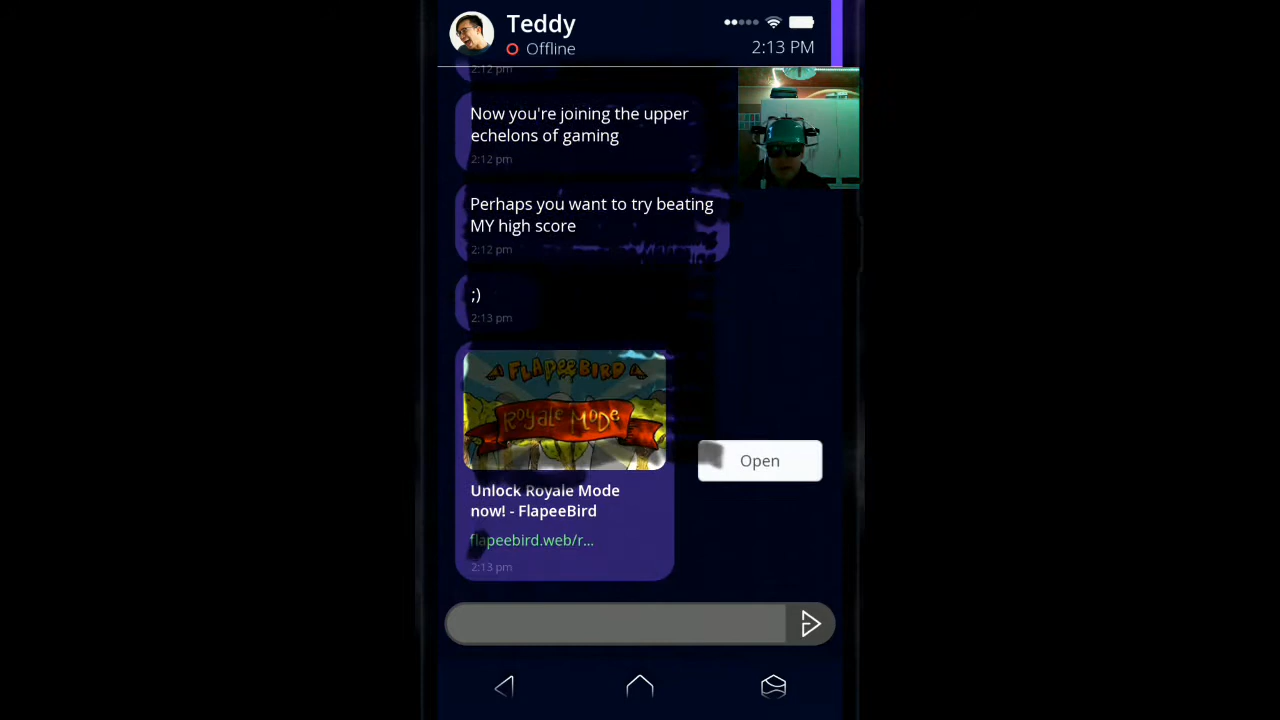 Teddy
Offline
2:13 PM
2:12 pm
Now you're joining the upper
echelons of gaming
2:12 pm
Perhaps you want to try beating
MY high score
2:12 pm
;)
2:13 pm
FLAPEEBIRD
ROYALE MODE
Open
Unlock Royale Mode
now! - FlapeeBird
flapeebird.web/r...
2:13 pm